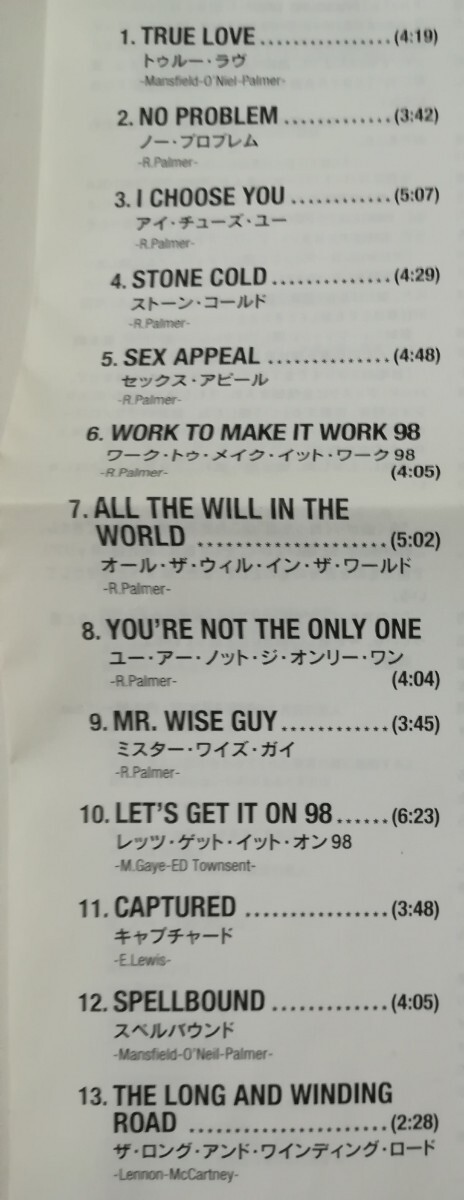 1. TRUE LOVE................(4:19)
トゥルー・ラヴ
-Mansfield-O'Niel-Palmer-
2. NO PROBLEM .............(3:42)
ノー・プロブレム
-R.Palmer-
3. I CHOOSE YOU ............(5:07)
アイ・チューズ・ユー
-R.Palmer-
4. STONE COLD..............(4:29)
ストーン・コールド
-R.Palmer-
5. SEX APPEAL ..............(4:48)
セックス・アピール
-R.Palmer-
6. WORK TO MAKE IT WORK 98
ワーク・トゥ・メイク・イット・ワーク98
-R.Palmer- (4:05)
7. ALL THE WILL IN THE
WORLD ....................(5:02)
オール・ザ・ウィル・イン・ザ・ワールド
-R.Palmer-
8. YOU'RE NOT THE ONLY ONE
ユー・アー・ノット・ジ・オンリー・ワン
-R.Palmer- (4:04)
9. MR. WISE GUY............(3:45)
ミスター・ワイズ・ガイ
-R.Palmer-
10. LET'S GET IT ON 98......(6:23)
レッツ・ゲット・イット・オン98
-M.Gaye-ED Townsent-
11. CAPTURED ................(3:48)
キャプチャード
-E.Lewis-
12. SPELLBOUND .............(4:05)
スペルバウンド
-Mansfield-O'Neil-Palmer-
13. THE LONG AND WINDING
ROAD ......................(2:28)
ザ・ロング・アンド・ワインディング・ロード
-Lennon-McCartney-